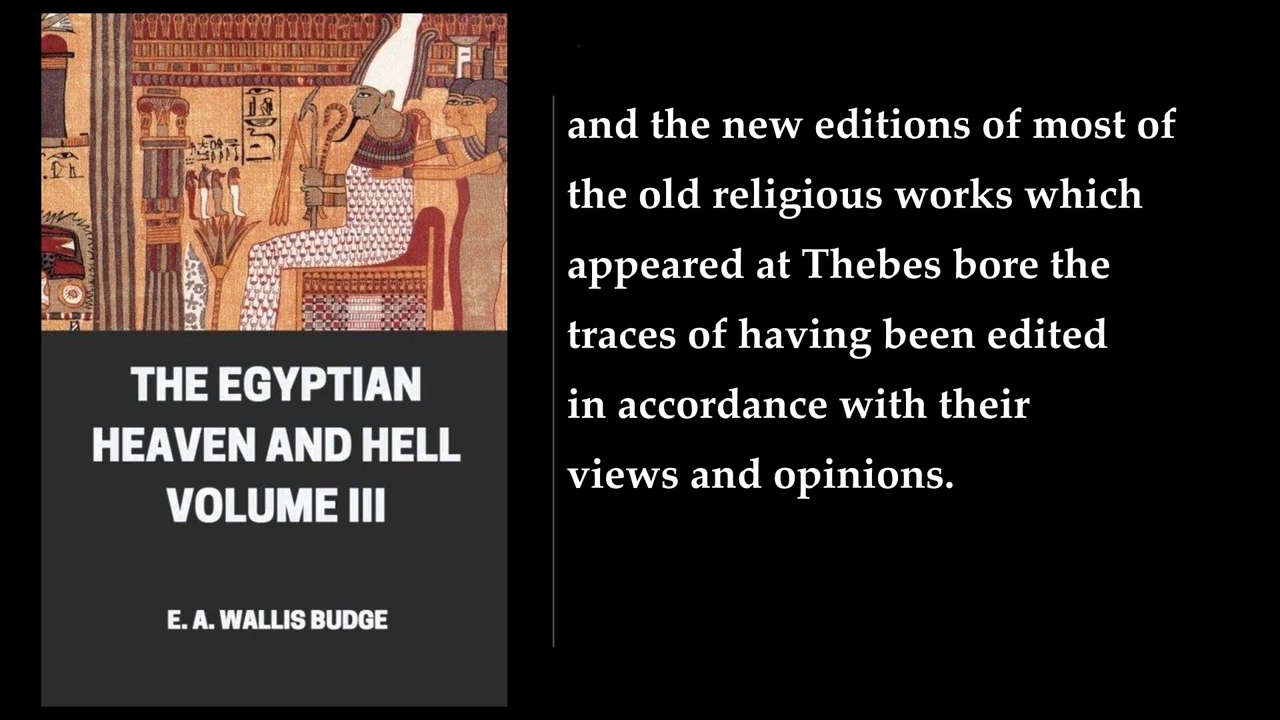 THE EGYPTIAN
HEAVEN AND HELL
VOLUME III
E. A. WALLIS BUDGE
and the new editions of most of
the old religious works which
appeared at Thebes bore the
traces of having been edited
in accordance with their
views and opinions.